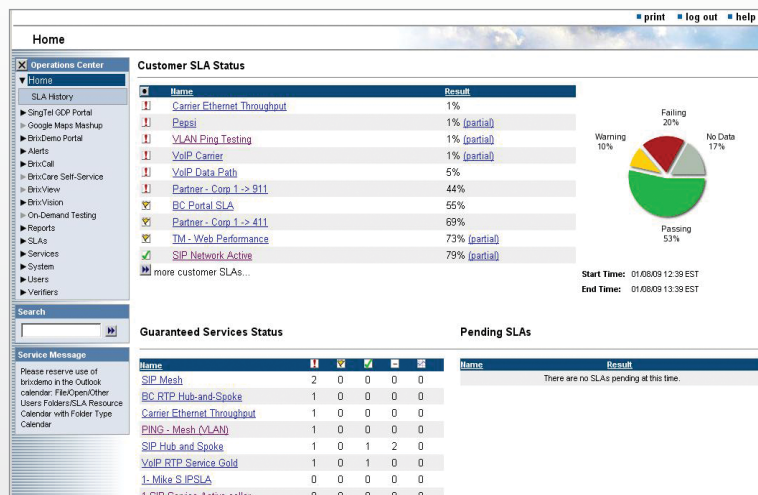 print log out help
Home
Operations Center
Home
SLA History
SingTel GDP Portal
Google Maps Mashup
BrixDemo Portal
Alerts
BrixCall
BrixCare Self-Service
BrixView
BrixVision
On-Demand Testing
Reports
SLAs
Services
System
Users
Verifiers
Search
Service Message
Please reserve use of
brixdemo in the Outlook
calendar: File/Open/Other
Users Folders/SLA Resource
Calendar with Folder Type
Calendar
Customer SLA Status
Name Result
Carrier Ethernet Throughput 1%
Pepsi 1% (partial)
VLAN Ping Testing 1% (partial)
VoIP Carrier 1% (partial)
VoIP Data Path 5%
Partner - Corp 1 -> 911 44%
BC Portal SLA 55%
Partner - Corp 1 -> 411 69%
TM - Web Performance 73% (partial)
SIP Network Active 79% (partial)
more customer SLAs...
Failing
20%
Warning
10%
No Data
17%
Passing
53%
Start Time: 01/08/09 12:39 EST
End Time: 01/08/09 13:39 EST
Guaranteed Services Status
Name
SIP Mesh 2 0 0 0 0
BC RTP Hub-and-Spoke 1 0 0 0 0
Carrier Ethernet Throughput 1 0 0 0 0
PING - Mesh (VLAN) 1 0 0 0 0
SIP Hub and Spoke 1 0 1 2 0
VoIP RTP Service Gold 1 0 1 0 0
1- Mike S IPSLA 0 0 0 0 0
Pending SLAs
Name Result
There are no SLAs pending at this time.